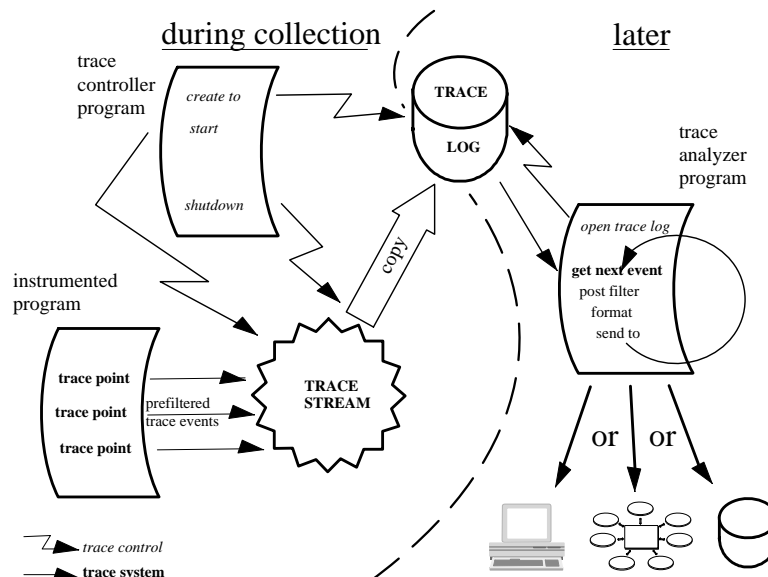 during collection
later
trace
controller
program
create to
start
shutdown
TRACE
LOG
trace
analyzer
program
open trace log
get next event
post filter
format
send to
copy
instrumented
program
trace point
trace point
trace point
prefiltered
trace events
TRACE
STREAM
or
or
trace control
trace system